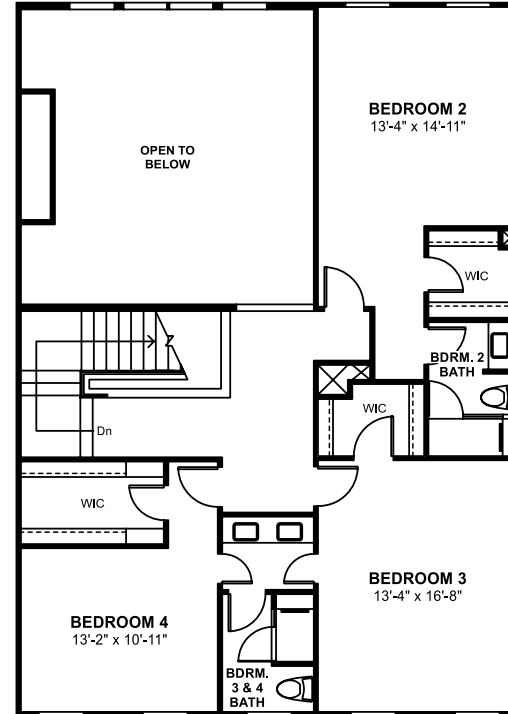 BEDROOM 2
13'-4" x 14'-11"
OPEN TO
BELOW
WIC
BDRM. 2
BATH
WIC
Dn
WIC
BEDROOM 3
13'-4" x 16'-8"
BEDROOM 4
13'-2" x 10'-11"
BDRM.
3 & 4
BATH